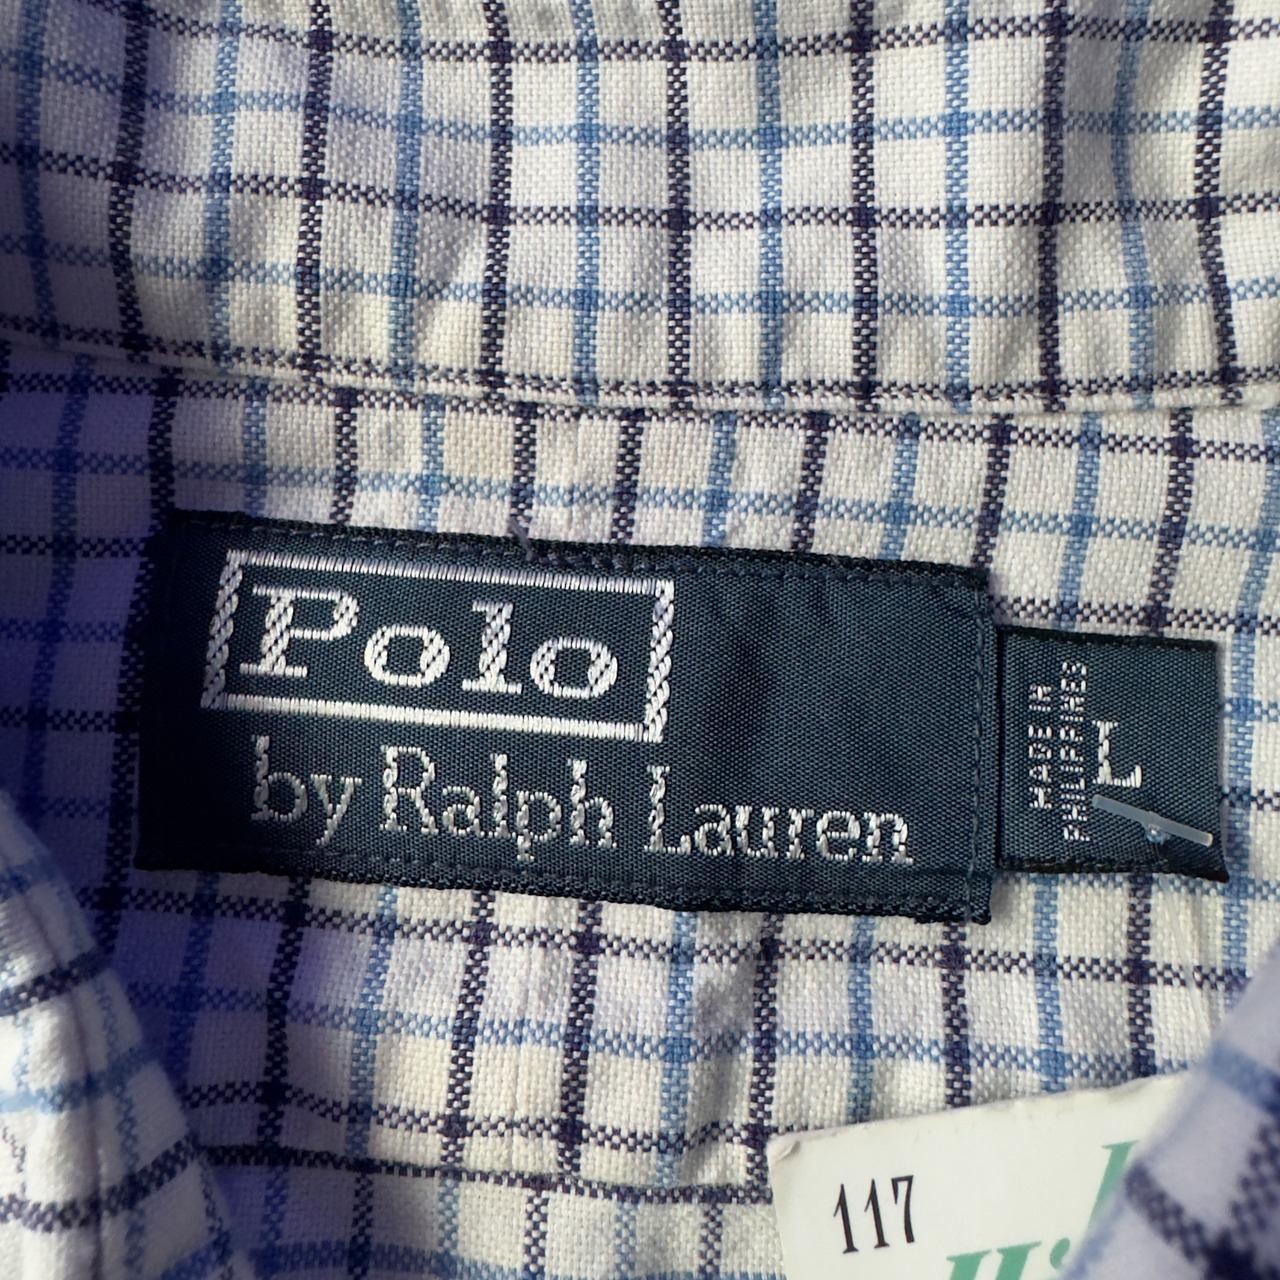 Polo
by Ralph Lauren
MADE IN
PHILIPPINES
L
117